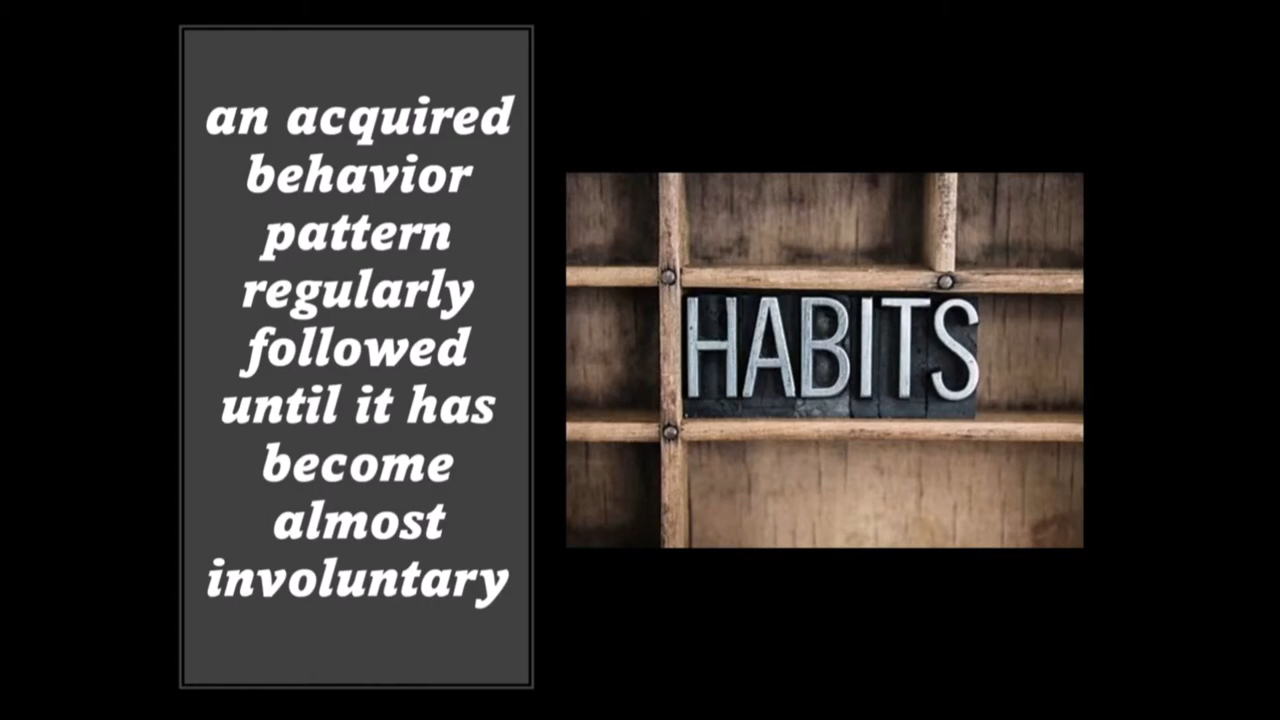 an acquired
behavior
pattern
regularly
followed
until it has
become
almost
involuntary
HABITS